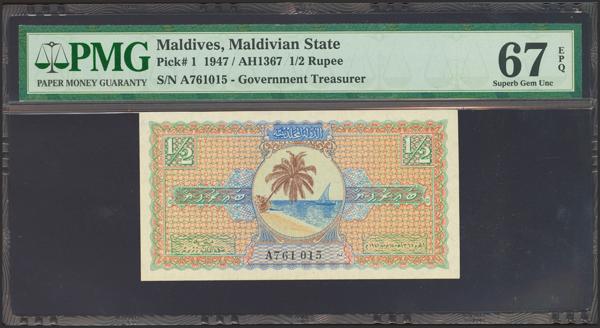 PMG
PAPER MONEY GUARANTY
Maldives, Maldivian State
Pick# 1 1947 / AH1367 1/2 Rupee
S/N A761015 - Government Treasurer
67 EPQ
Superb Gem Unc
1/2
1/2
A761015